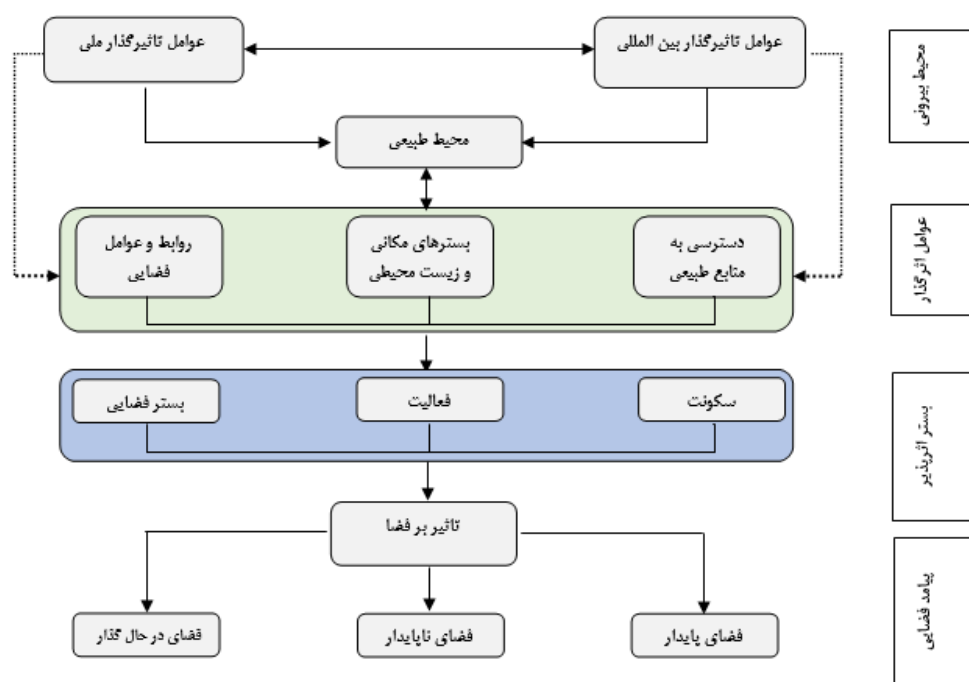 عوامل تاثیرگذار بین المللی
عوامل تاثیرگذار ملی
محیط بیرونی
محیط طبیعی
عوامل اثرگذار
دسترسی به
منابع طبیعی
بسترهای مکانی
و زیست محیطی
روابط و عوامل
فضایی
بستر اثرپذیر
سکونت
فعالیت
بستر فضایی
تاثیر بر فضا
پیامد فضایی
فضای پایدار
فضای ناپایدار
فضای در حال گذار